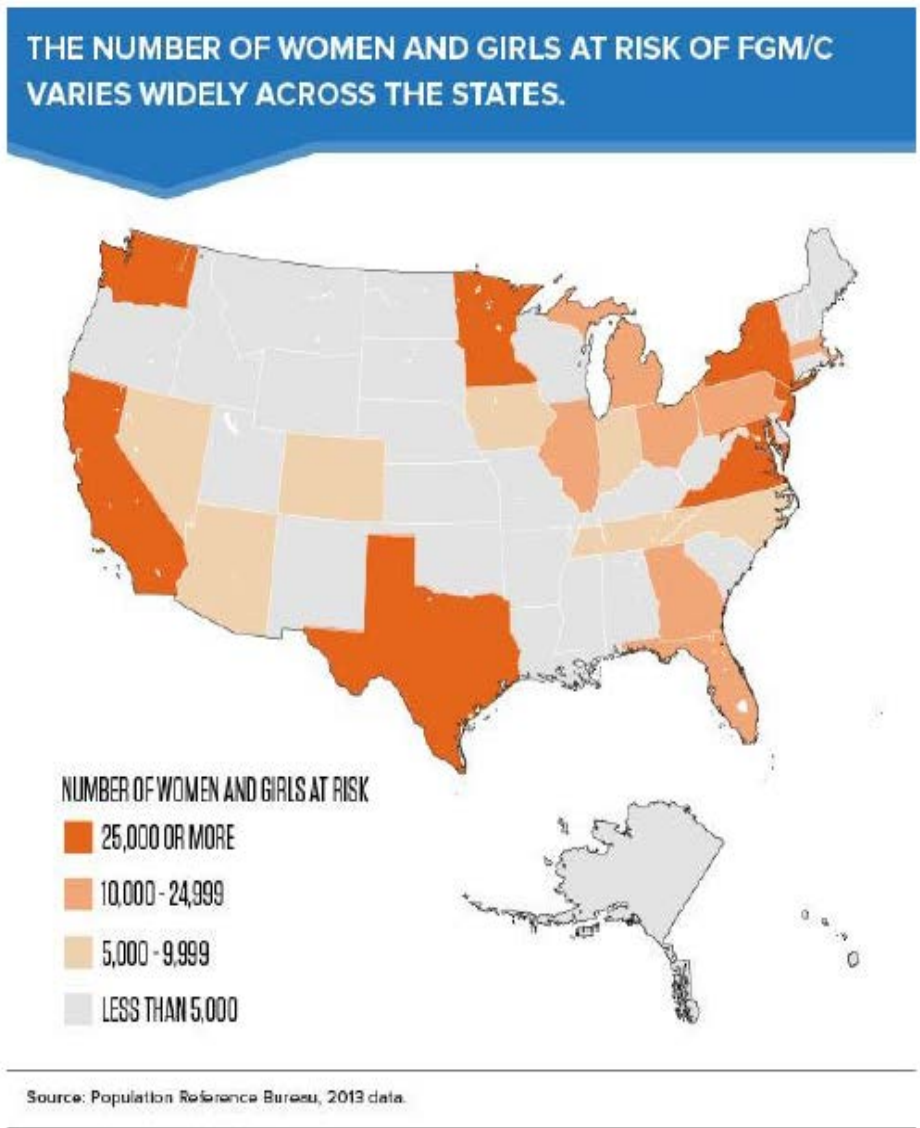 THE NUMBER OF WOMEN AND GIRLS AT RISK OF FGM/C
VARIES WIDELY ACROSS THE STATES.
NUMBER OF WOMEN AND GIRLS AT RISK
25,000 OR MORE
10,000 - 24,999
5,000 - 9,999
LESS THAN 5,000
Source: Population Reference Bureau, 2013 data.